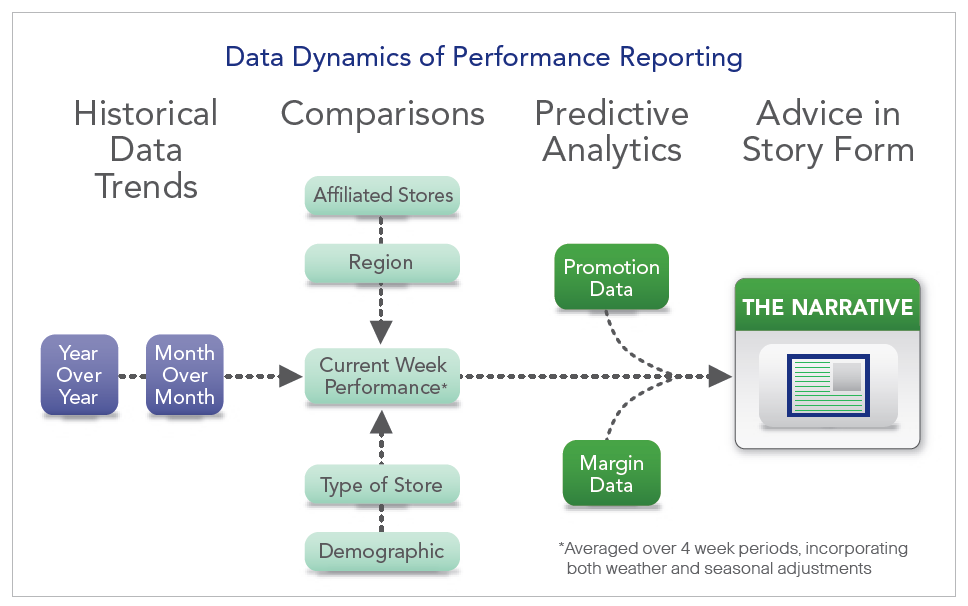 Data Dynamics of Performance Reporting
Historical
Data
Trends
Comparisons
Predictive
Analytics
Advice in
Story Form
Affiliated Stores
Region
Year
Over
Year
Month
Over
Month
Current Week
Performance*
Type of Store
Demographic
Promotion
Data
Margin
Data
THE NARRATIVE
*Averaged over 4 week periods, incorporating
both weather and seasonal adjustments